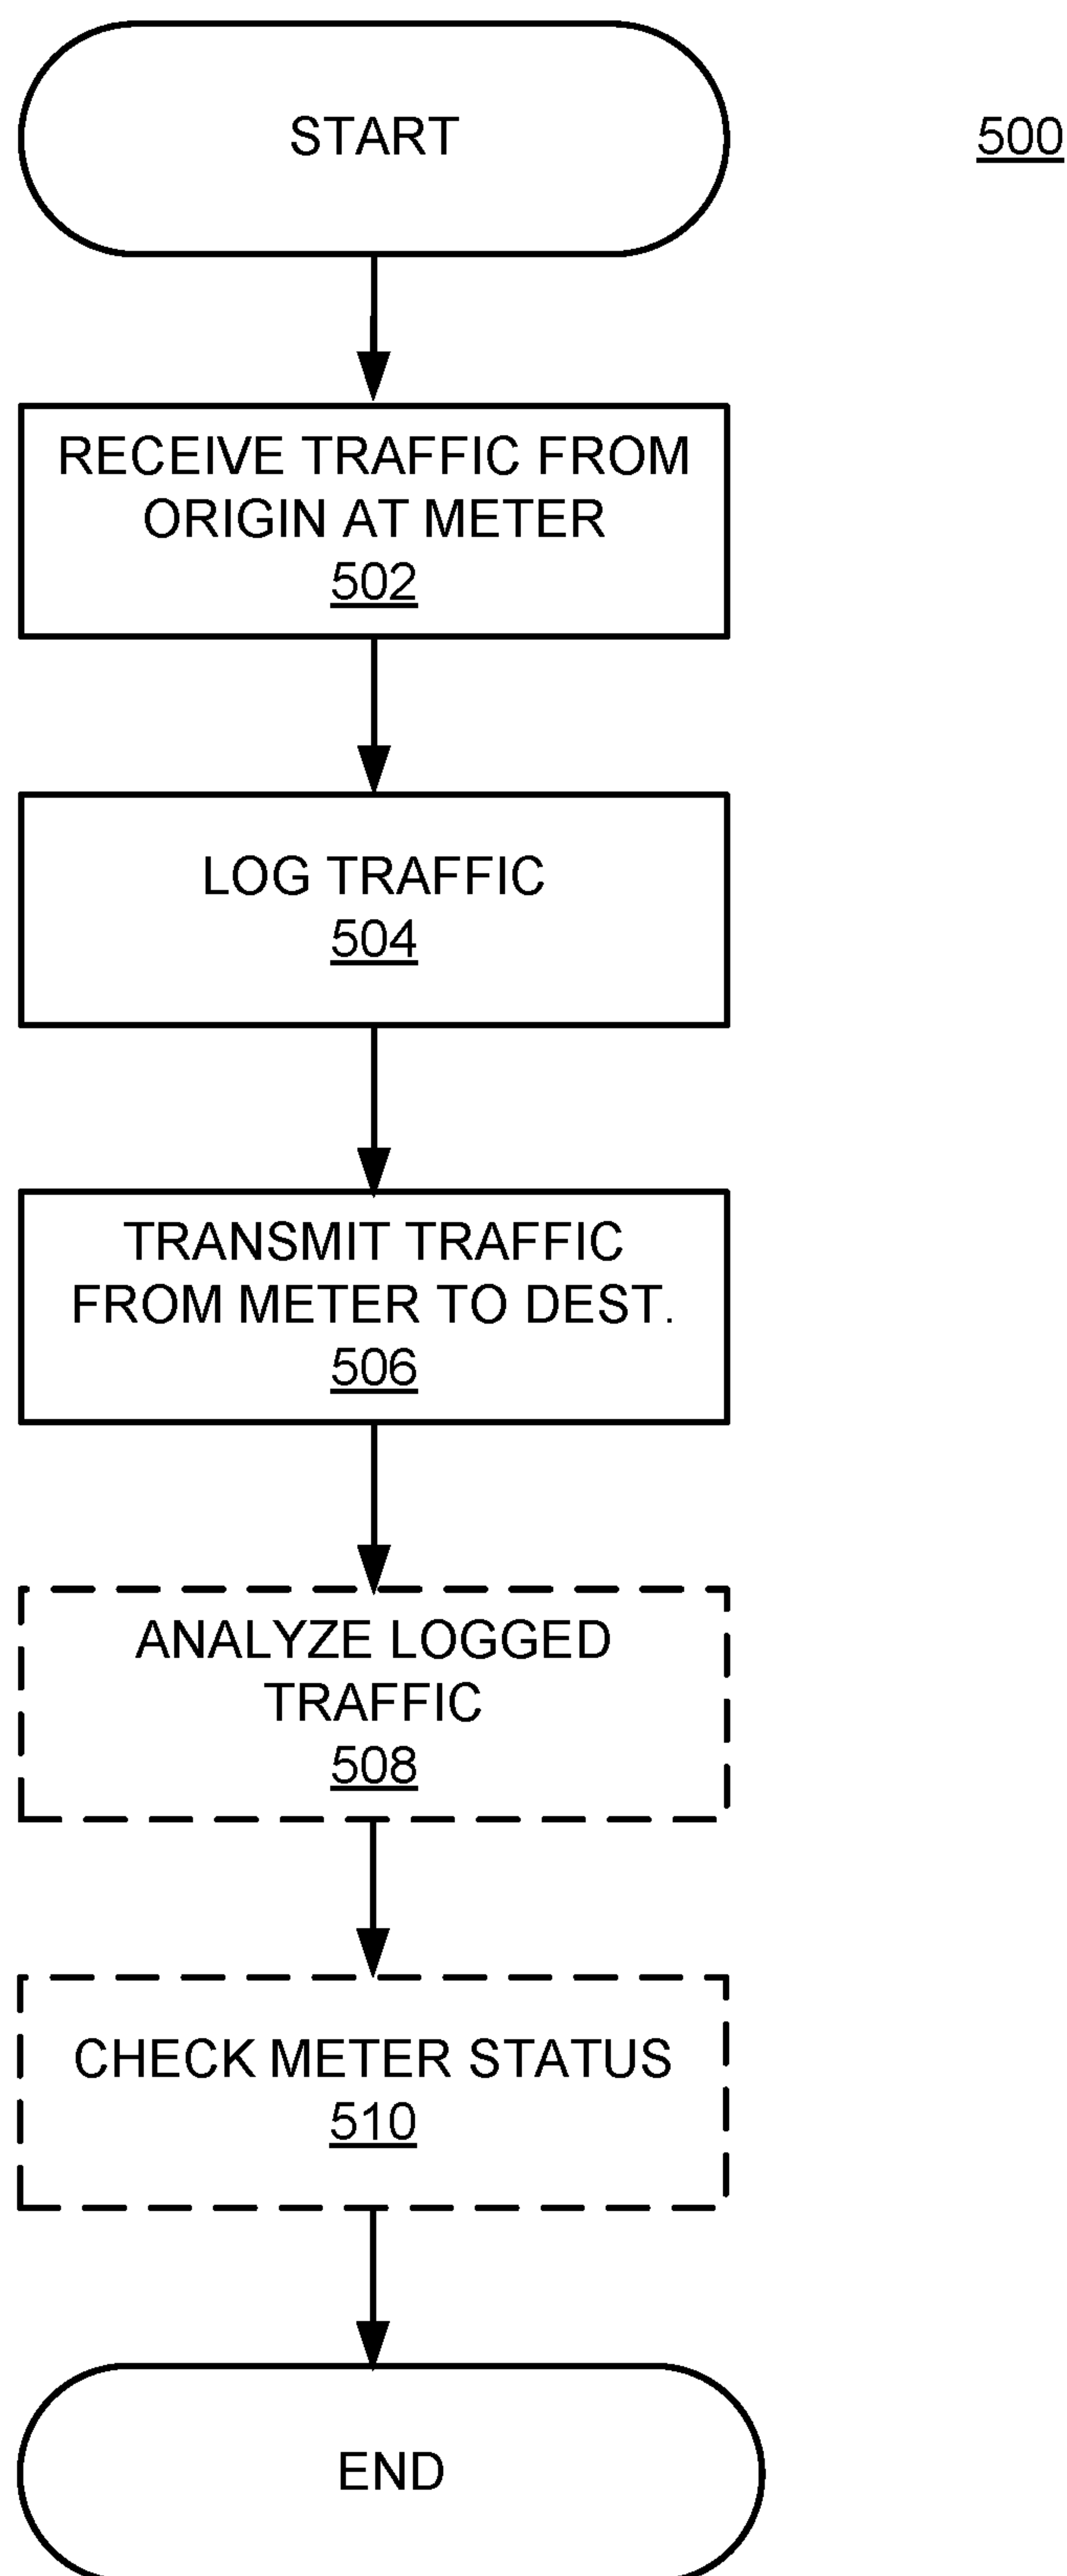 START
500
RECEIVE TRAFFIC FROM
ORIGIN AT METER
502
LOG TRAFFIC
504
TRANSMIT TRAFFIC
FROM METER TO DEST.
506
ANALYZE LOGGED
TRAFFIC
508
CHECK METER STATUS
510
END